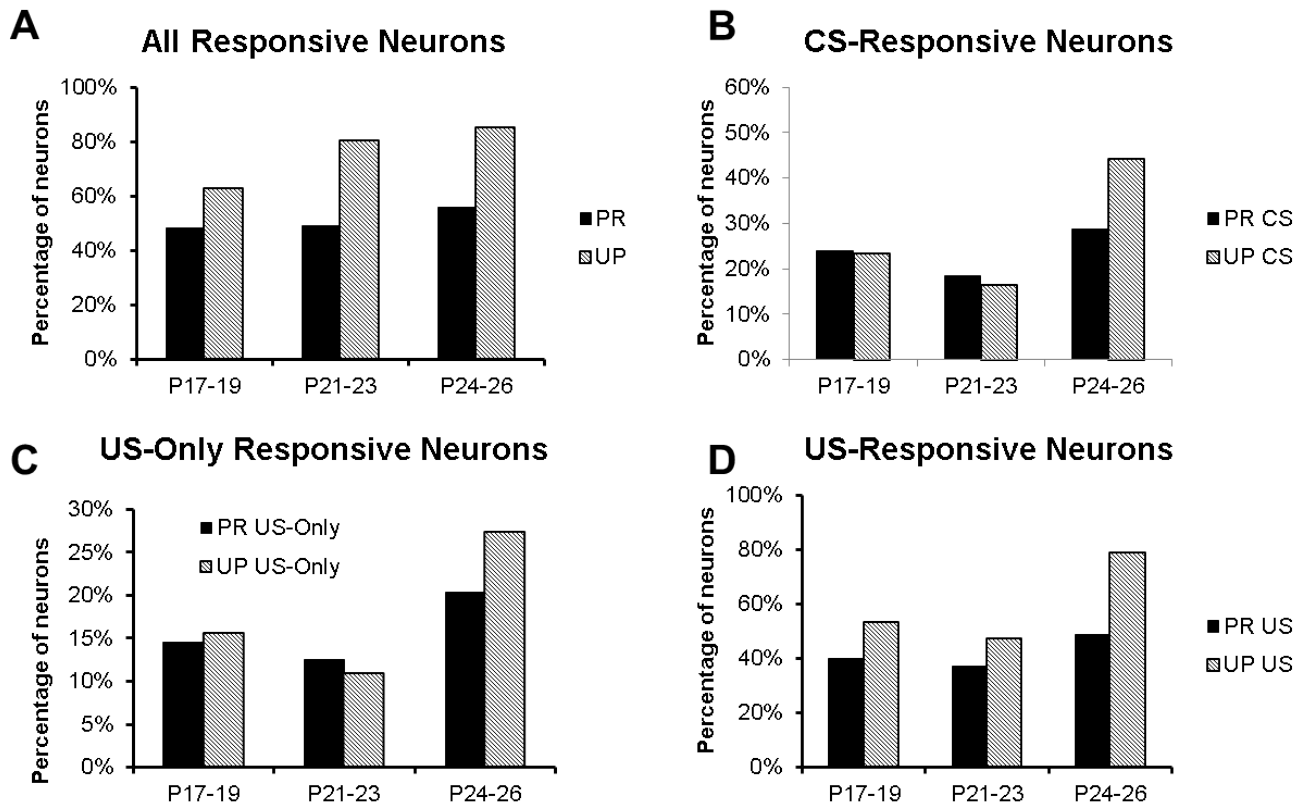 A
All Responsive Neurons
Percentage of neurons
100%
80%
60%
40%
20%
0%
P17-19 P21-23 P24-26
PR
UP
B
CS-Responsive Neurons
Percentage of neurons
60%
50%
40%
30%
20%
10%
0%
P17-19 P21-23 P24-26
PR CS
UP CS
C
US-Only Responsive Neurons
Percentage of neurons
30%
25%
20%
15%
10%
5%
0%
P17-19 P21-23 P24-26
PR US-Only
UP US-Only
D
US-Responsive Neurons
Percentage of neurons
100%
80%
60%
40%
20%
0%
P17-19 P21-23 P24-26
PR US
UP US